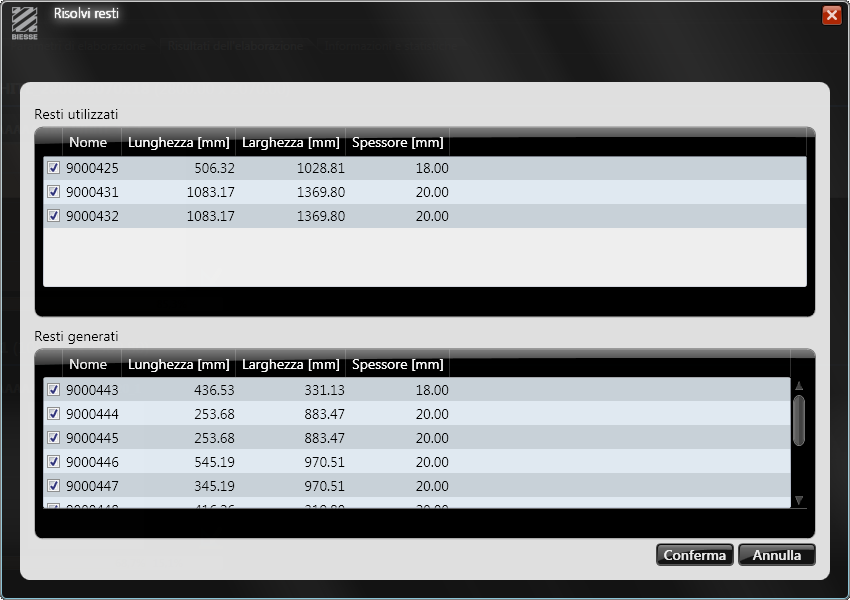 Risolvi resti
BIESSE
Risultati dell'elaborazione
Resti utilizzati
Nome Lunghezza [mm] Larghezza [mm] Spessore [mm]
9000425 506.32 1028.81 18.00
9000431 1083.17 1369.80 20.00
9000432 1083.17 1369.80 20.00
Resti generati
Nome Lunghezza [mm] Larghezza [mm] Spessore [mm]
9000443 436.53 331.13 18.00
9000444 253.68 883.47 20.00
9000445 253.68 883.47 20.00
9000446 545.19 970.51 20.00
9000447 345.19 970.51 20.00
Conferma Annulla